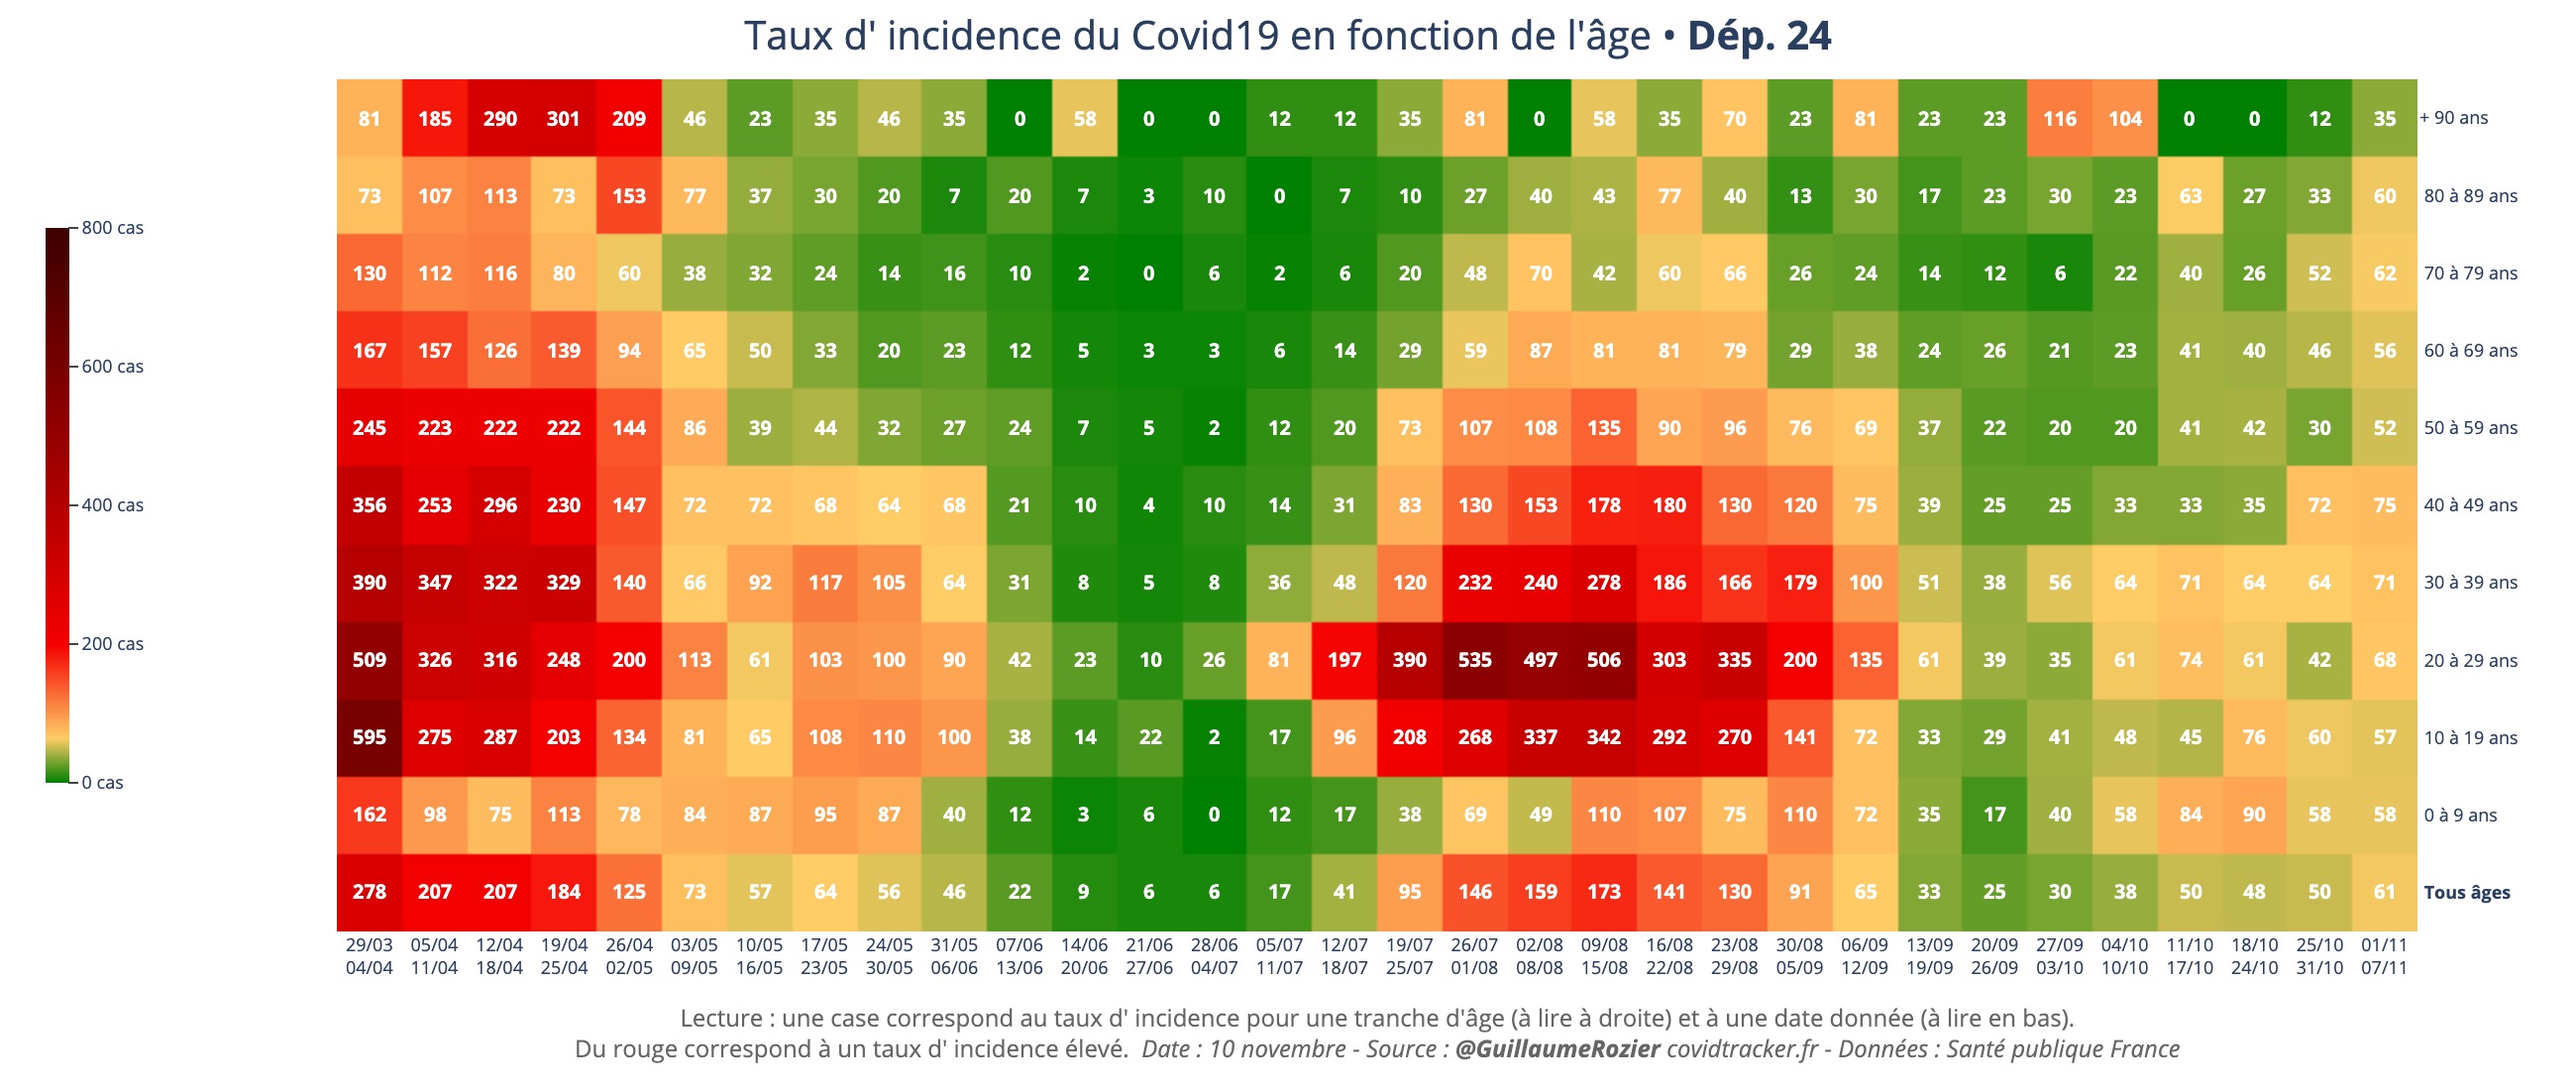 Taux d' incidence du Covid19 en fonction de l'âge • Dép. 24
800 cas
600 cas
400 cas
200 cas
0 cas
81 185 290 301 209 46 23 35 46 35 0 58 0 0 12 12 35 81 0 58 35 70 23 81 23 23 116 104 0 0 12 35 + 90 ans
73 107 113 73 153 77 37 30 20 7 20 7 3 10 0 7 10 27 40 43 77 40 13 30 17 23 30 23 63 27 33 60 80 à 89 ans
130 112 116 80 60 38 32 24 14 16 10 2 0 6 2 6 20 48 70 42 60 66 26 24 14 12 6 22 40 26 52 62 70 à 79 ans
167 157 126 139 94 65 50 33 20 23 12 5 3 3 6 14 29 59 87 81 81 79 29 38 24 26 21 23 41 40 46 56 60 à 69 ans
245 223 222 222 144 86 39 44 32 27 24 7 5 2 12 20 73 107 108 135 90 96 76 69 37 22 20 20 41 42 30 52 50 à 59 ans
356 253 296 230 147 72 72 68 64 68 21 10 4 10 14 31 83 130 153 178 180 130 120 75 39 25 25 33 33 35 72 75 40 à 49 ans
390 347 322 329 140 66 92 117 105 64 31 8 5 8 36 48 120 232 240 278 186 166 179 100 51 38 56 64 71 64 64 71 30 à 39 ans
509 326 316 248 200 113 61 103 100 90 42 23 10 26 81 197 390 535 497 506 303 335 200 135 61 39 35 61 74 61 42 68 20 à 29 ans
595 275 287 203 134 81 65 108 110 100 38 14 22 2 17 96 208 268 337 342 292 270 141 72 33 29 41 48 45 76 60 57 10 à 19 ans
162 98 75 113 78 84 87 95 87 40 12 3 6 0 12 17 38 69 49 110 107 75 110 72 35 17 40 58 84 90 58 58 0 à 9 ans
278 207 207 184 125 73 57 64 56 46 22 9 6 6 17 41 95 146 159 173 141 130 91 65 33 25 30 38 50 48 50 61 Tous âges
29/03 05/04 12/04 19/04 26/04 03/05 10/05 17/05 24/05 31/05 07/06 14/06 21/06 28/06 05/07 12/07 19/07 26/07 02/08 09/08 16/08 23/08 30/08 06/09 13/09 20/09 27/09 04/10 11/10 18/10 25/10 01/11
04/04 11/04 18/04 25/04 02/05 09/05 16/05 23/05 30/05 06/06 13/06 20/06 27/06 04/07 11/07 18/07 25/07 01/08 08/08 15/08 22/08 29/08 05/09 12/09 19/09 26/09 03/10 10/10 17/10 24/10 31/10 07/11
Lecture : une case correspond au taux d' incidence pour une tranche d'âge (à lire à droite) et à une date donnée (à lire en bas).
Du rouge correspond à un taux d' incidence élevé. Date : 10 novembre - Source : @GuillaumeRozier covidtracker.fr - Données : Santé publique France